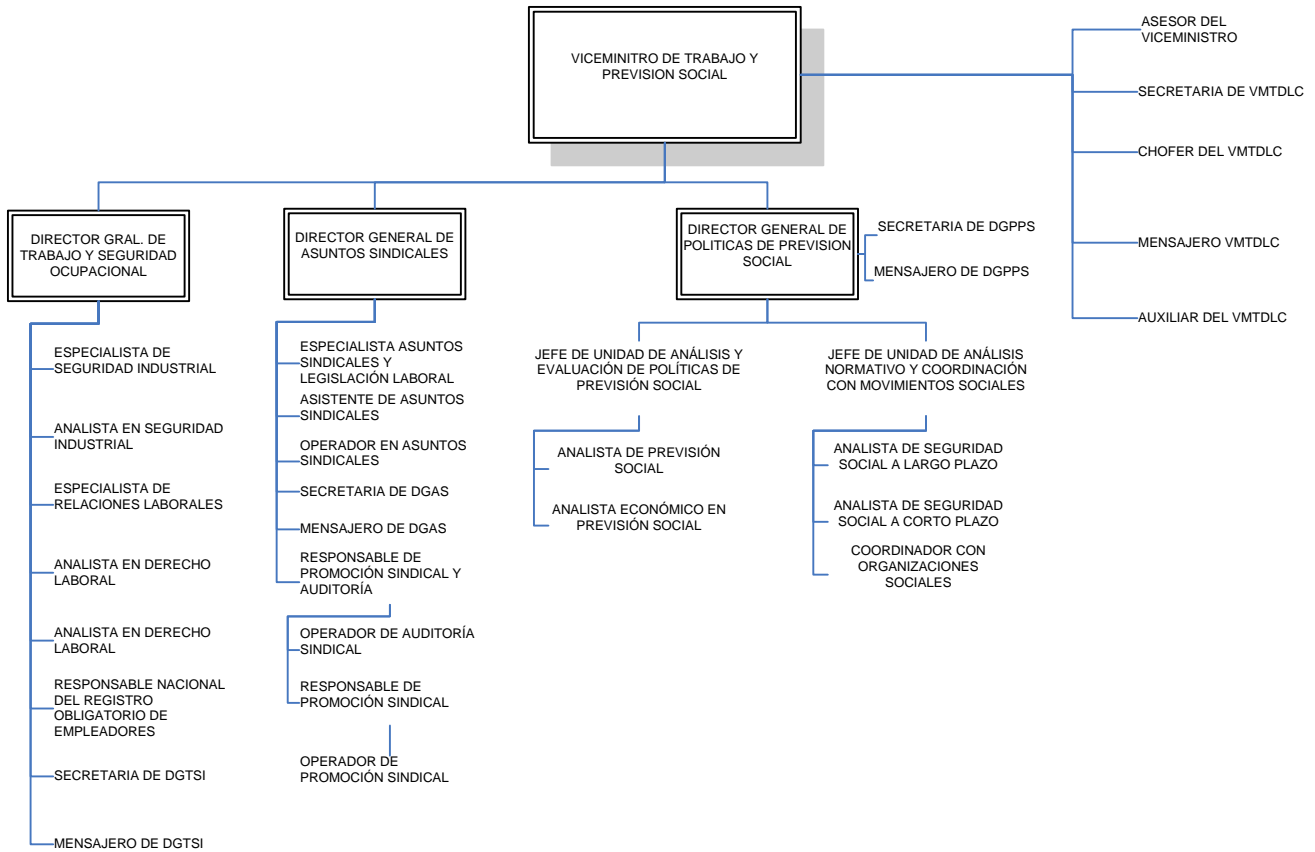 VICEMINITRO DE TRABAJO Y
PREVISION SOCIAL
ASESOR DEL
VICEMINISTRO
SECRETARIA DE VMTDLC
CHOFER DEL VMTDLC
MENSAJERO VMTDLC
AUXILIAR DEL VMTDLC
DIRECTOR GRAL. DE
TRABAJO Y SEGURIDAD
OCUPACIONAL
ESPECIALISTA DE
SEGURIDAD INDUSTRIAL
ANALISTA EN SEGURIDAD
INDUSTRIAL
ESPECIALISTA DE
RELACIONES LABORALES
ANALISTA EN DERECHO
LABORAL
ANALISTA EN DERECHO
LABORAL
RESPONSABLE NACIONAL
DEL REGISTRO
OBLIGATORIO DE
EMPLEADORES
SECRETARIA DE DGTSI
MENSAJERO DE DGTSI
DIRECTOR GENERAL DE
ASUNTOS SINDICALES
ESPECIALISTA ASUNTOS
SINDICALES Y
LEGISLACIÓN LABORAL
ASISTENTE DE ASUNTOS
SINDICALES
OPERADOR EN ASUNTOS
SINDICALES
SECRETARIA DE DGAS
MENSAJERO DE DGAS
RESPONSABLE DE
PROMOCIÓN SINDICAL Y
AUDITORÍA
OPERADOR DE AUDITORÍA
SINDICAL
RESPONSABLE DE
PROMOCIÓN SINDICAL
OPERADOR DE
PROMOCIÓN SINDICAL
DIRECTOR GENERAL DE
POLITICAS DE PREVISION
SOCIAL
SECRETARIA DE DGPPS
MENSAJERO DE DGPPS
JEFE DE UNIDAD DE ANÁLISIS Y
EVALUACIÓN DE POLÍTICAS DE
PREVISIÓN SOCIAL
ANALISTA DE PREVISIÓN
SOCIAL
ANALISTA ECONÓMICO EN
PREVISIÓN SOCIAL
JEFE DE UNIDAD DE ANÁLISIS
NORMATIVO Y COORDINACIÓN
CON MOVIMIENTOS SOCIALES
ANALISTA DE SEGURIDAD
SOCIAL A LARGO PLAZO
ANALISTA DE SEGURIDAD
SOCIAL A CORTO PLAZO
COORDINADOR CON
ORGANIZACIONES
SOCIALES